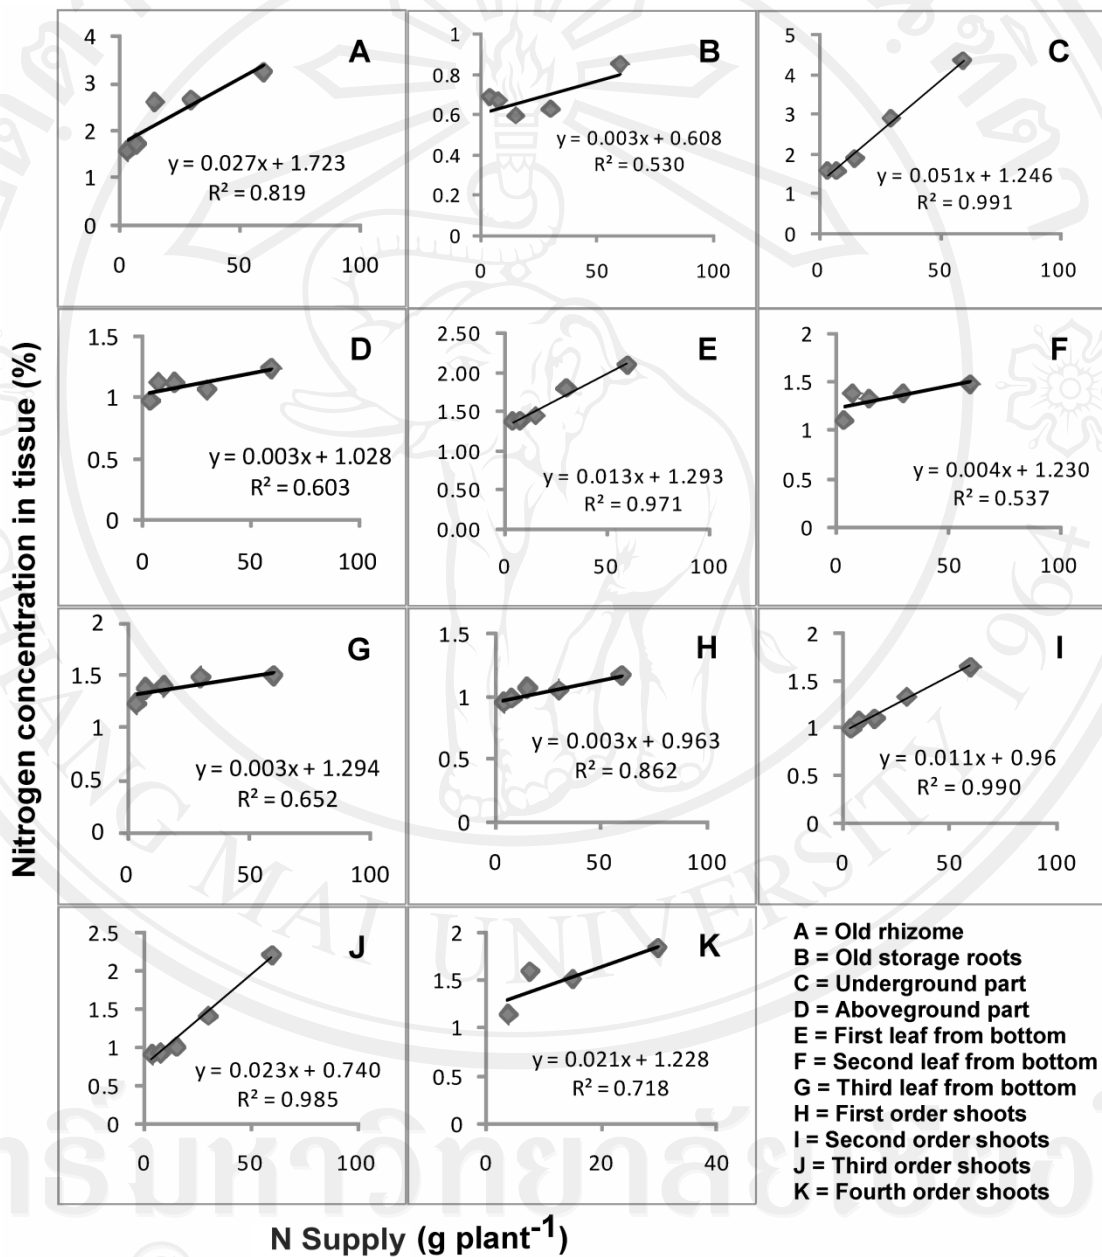 A
4
3
2
1
0
0 50 100
y = 0.027x + 1.723
R² = 0.819
B
1
0.8
0.6
0.4
0.2
0
0 50 100
y = 0.003x + 0.608
R² = 0.530
C
5
4
3
2
1
0
0 50 100
y = 0.051x + 1.246
R² = 0.991
D
1.5
1
0.5
0
0 50 100
y = 0.003x + 1.028
R² = 0.603
E
2.50
2.00
1.50
1.00
0.50
0.00
0 50 100
y = 0.013x + 1.293
R² = 0.971
F
2
1.5
1
0.5
0
0 50 100
y = 0.004x + 1.230
R² = 0.537
G
2
1.5
1
0.5
0
0 50 100
y = 0.003x + 1.294
R² = 0.652
H
1.5
1
0.5
0
0 50 100
y = 0.003x + 0.963
R² = 0.862
I
2
1.5
1
0.5
0
0 50 100
y = 0.011x + 0.96
R² = 0.990
J
2.5
2
1.5
1
0.5
0
0 50 100
y = 0.023x + 0.740
R² = 0.985
K
2
1.5
1
0.5
0
0 20 40
y = 0.021x + 1.228
R² = 0.718
A = Old rhizome
B = Old storage roots
C = Underground part
D = Aboveground part
E = First leaf from bottom
F = Second leaf from bottom
G = Third leaf from bottom
H = First order shoots
I = Second order shoots
J = Third order shoots
K = Fourth order shoots
Nitrogen concentration in tissue (%)
N Supply (g plant⁻¹)
MAI UNIVERSITY 1964